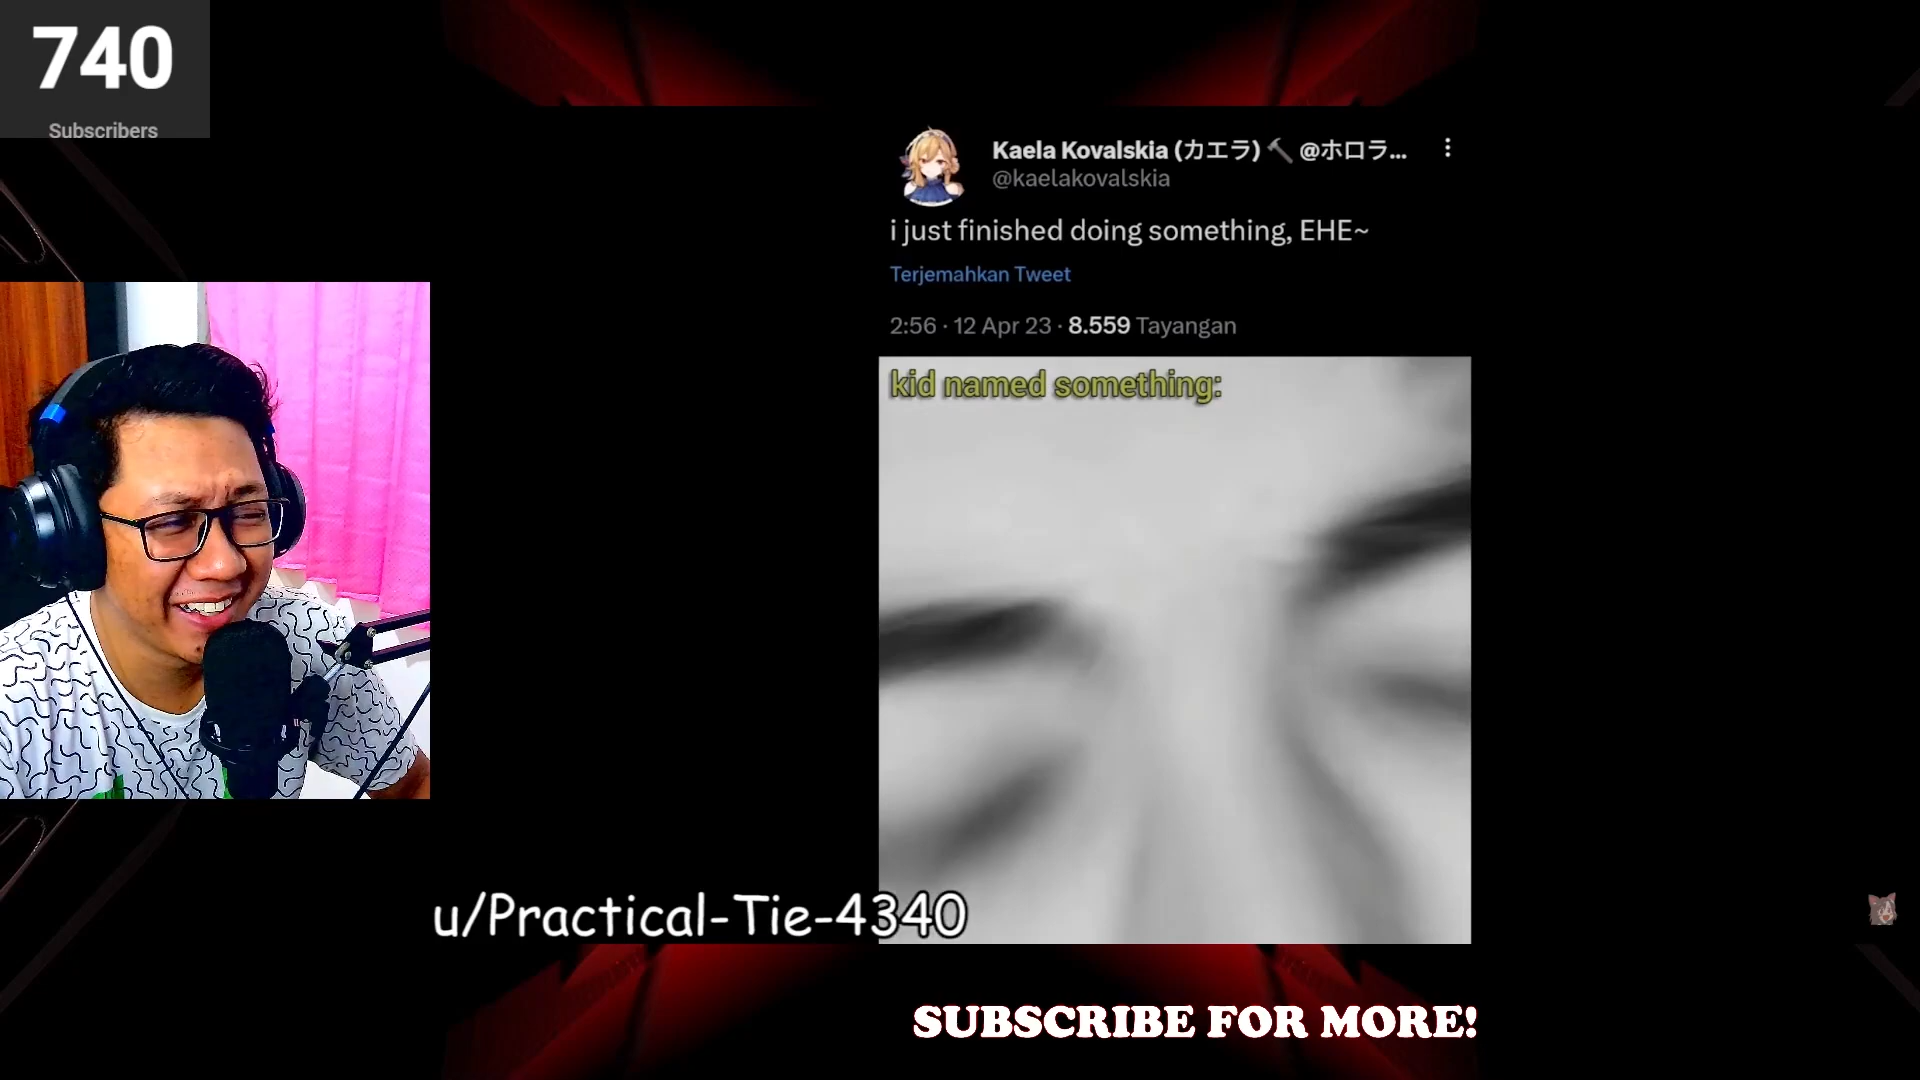 740
Subscribers
Kaela Kovalskia (カエラ) 🔨 @ホロラ...
@kaelakovalskia
i just finished doing something, EHE~
Terjemahkan Tweet
2:56 · 12 Apr 23 · 8.559 Tayangan
kid named something:
u/Practical-Tie-4340
SUBSCRIBE FOR MORE!